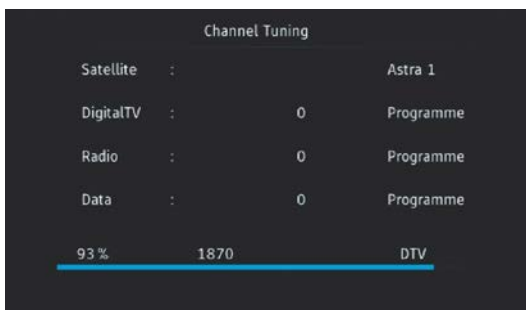 Channel Tuning
Satellite : Astra 1
DigitalTV : 0 Programme
Radio : 0 Programme
Data : 0 Programme
93 % 1870 DTV